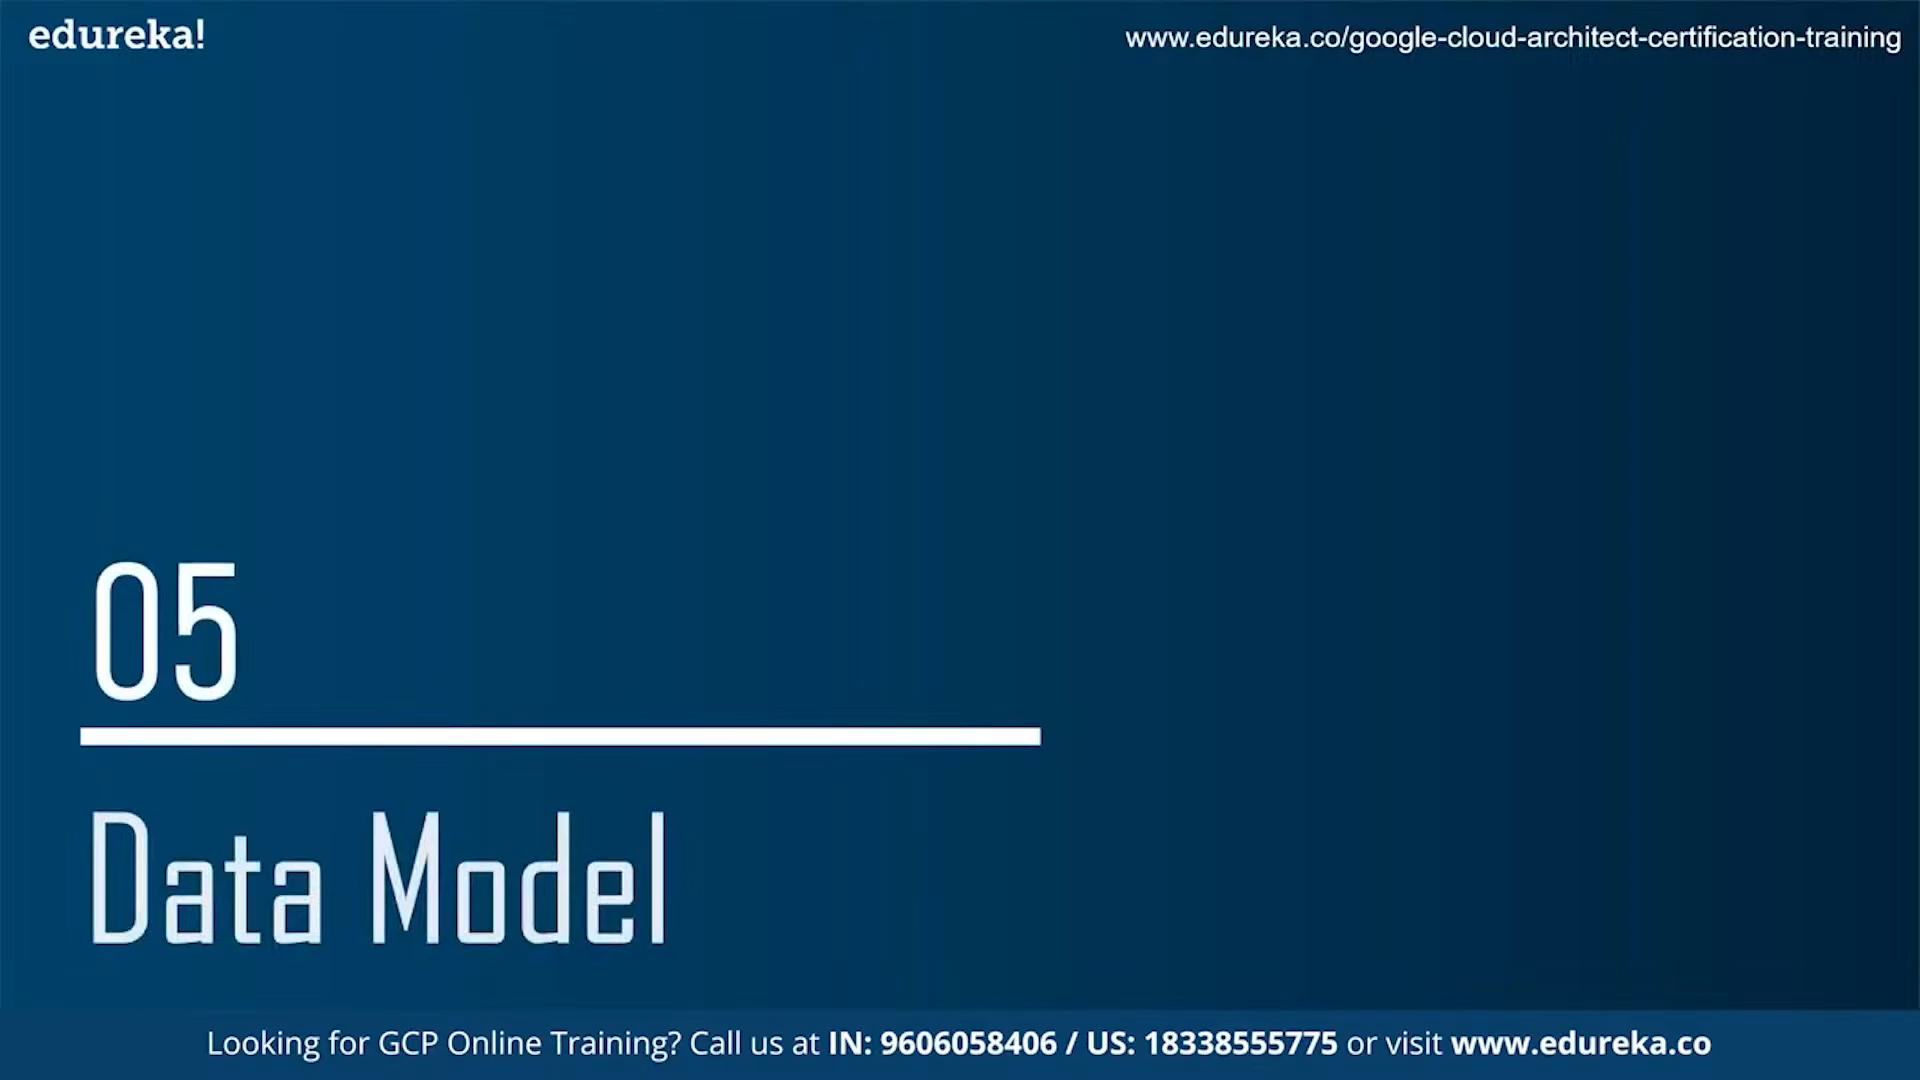 edureka!
www.edureka.co/google-cloud-architect-certification-training
05
Data Model
Looking for GCP Online Training? Call us at IN: 9606058406 / US: 18338555775 or visit www.edureka.co